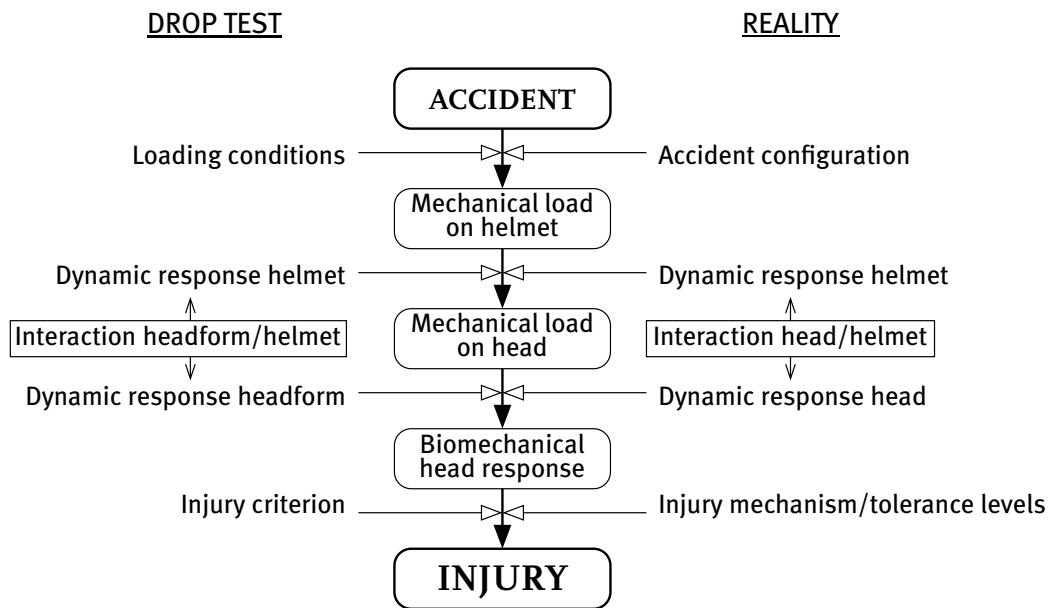 DROP TEST
REALITY
ACCIDENT
Loading conditions
Accident configuration
Mechanical load
on helmet
Dynamic response helmet
Dynamic response helmet
Interaction headform/helmet
Mechanical load
on head
Interaction head/helmet
Dynamic response headform
Dynamic response head
Biomechanical
head response
Injury criterion
Injury mechanism/tolerance levels
INJURY